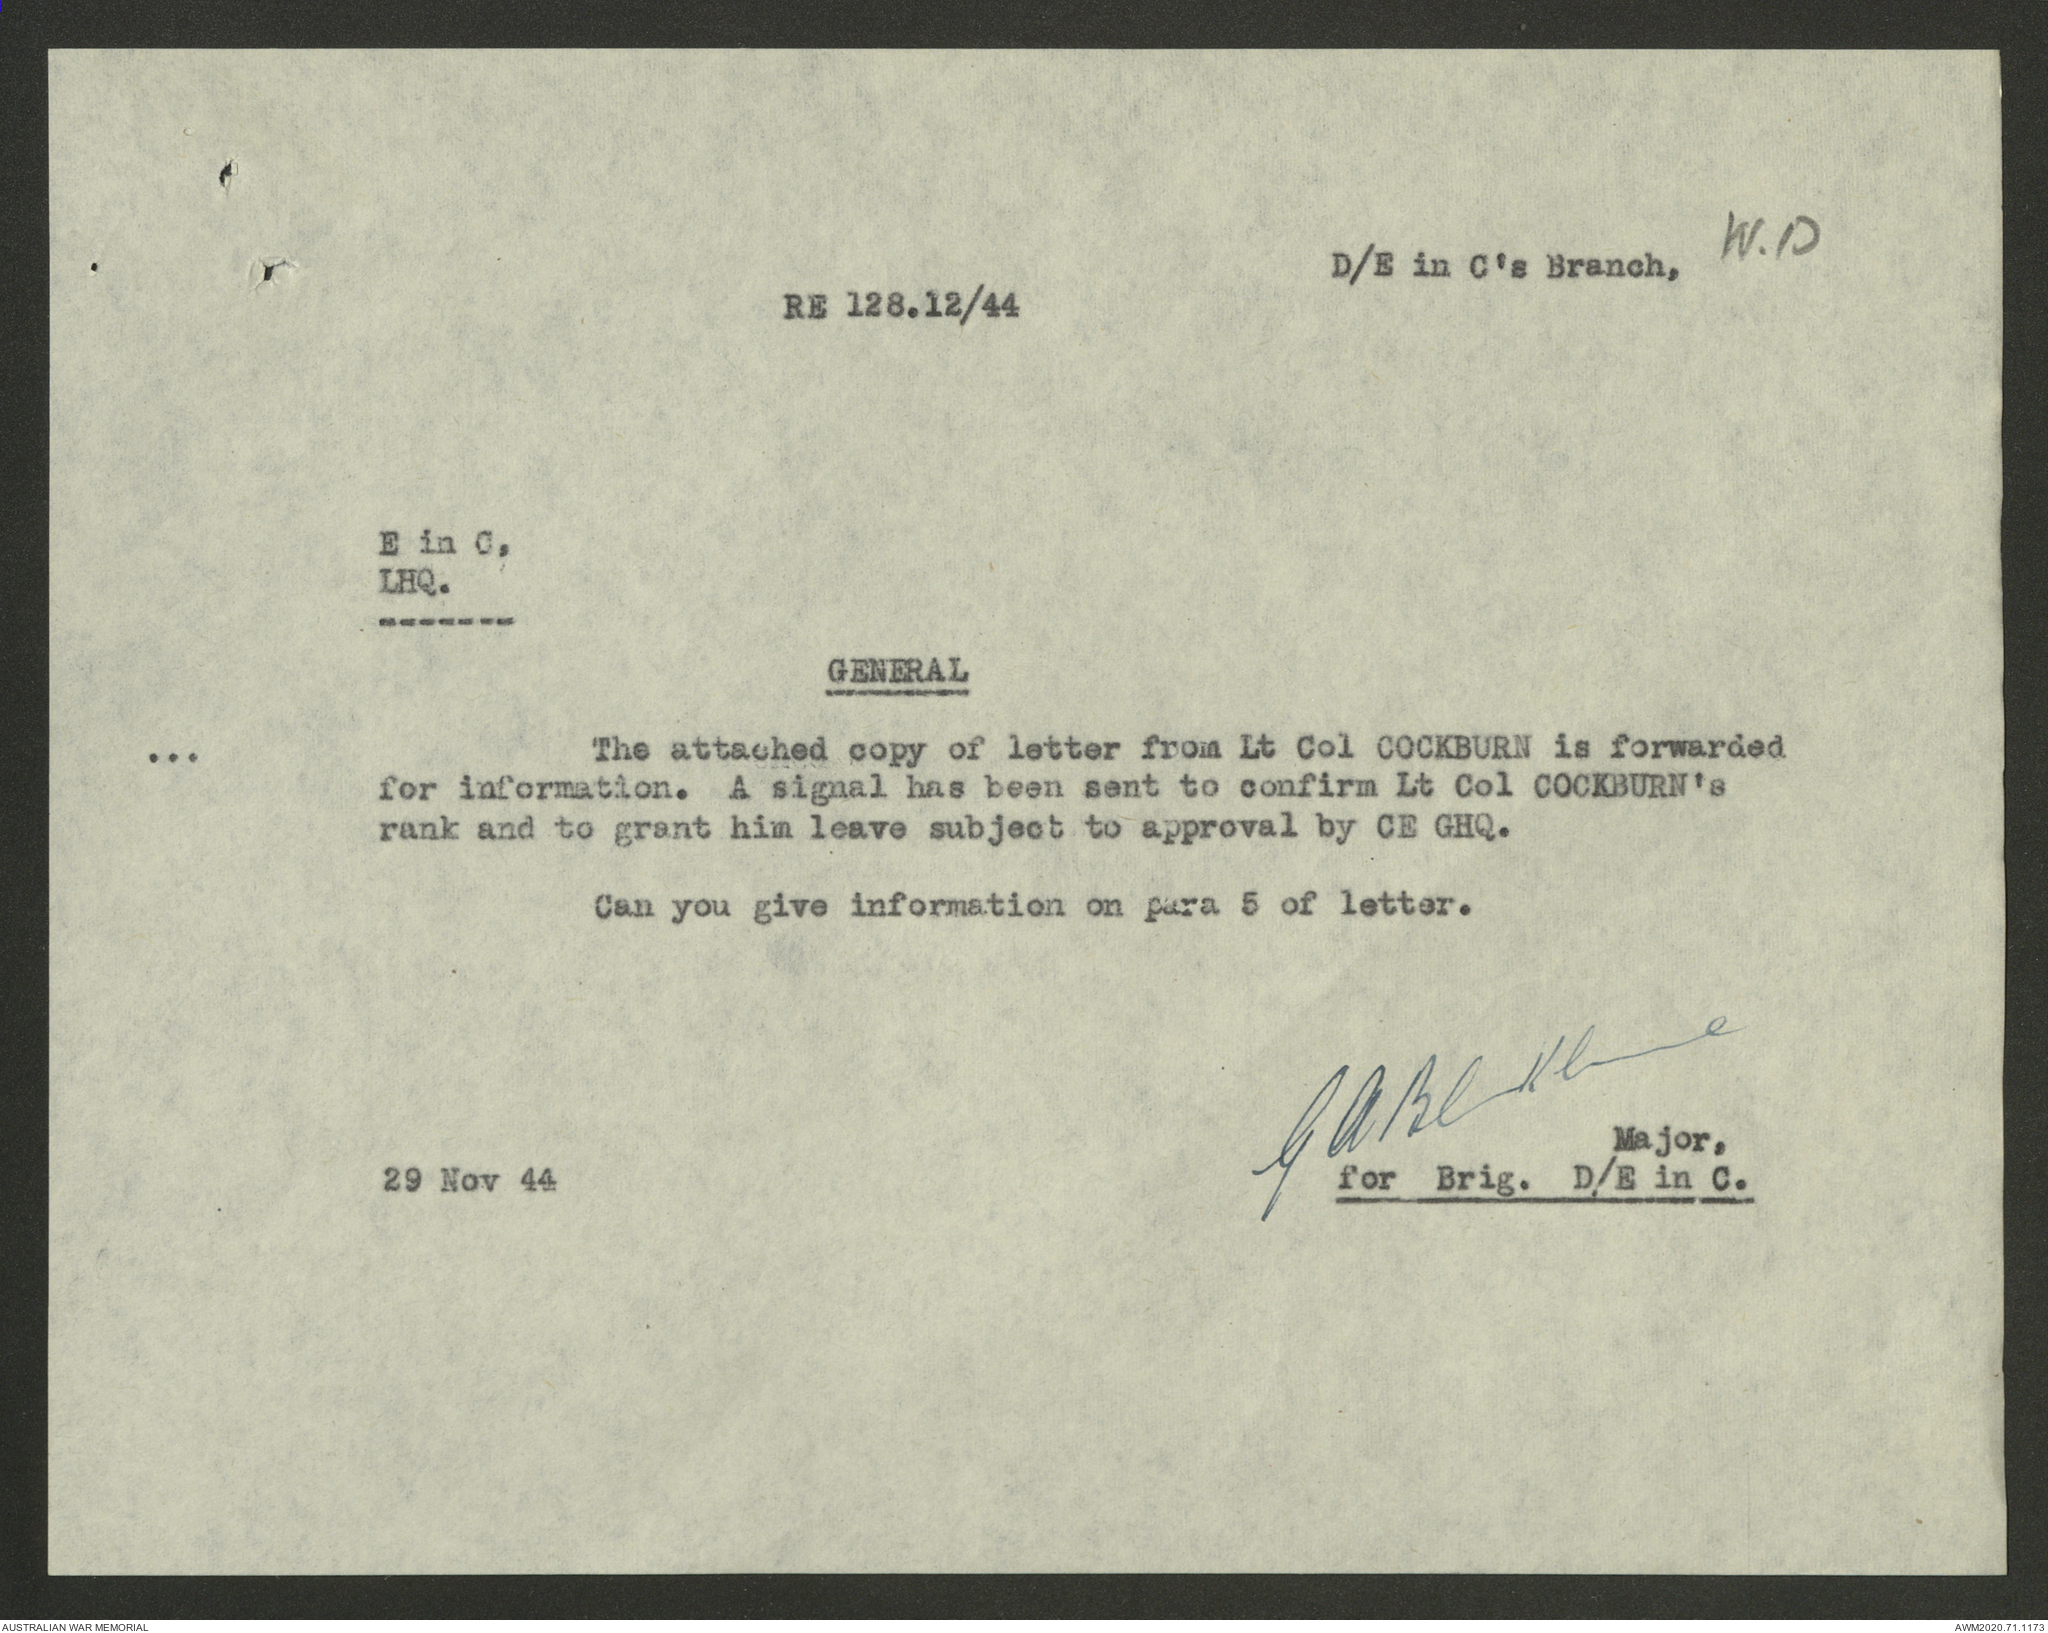 W.D
D/E in C's Branch,
RE 128.12/44
E in C,
LHQ.
-------
GENERAL
... The attached copy of letter from Lt Col COCKBURN is forwarded
for information. A signal has been sent to confirm Lt Col COCKBURN's
rank and to grant him leave subject to approval by CE GHQ.
Can you give information on para 5 of letter.
Major,
29 Nov 44 for Brig. D/E in C.
AUSTRALIAN WAR MEMORIAL AWM2020.71.1173